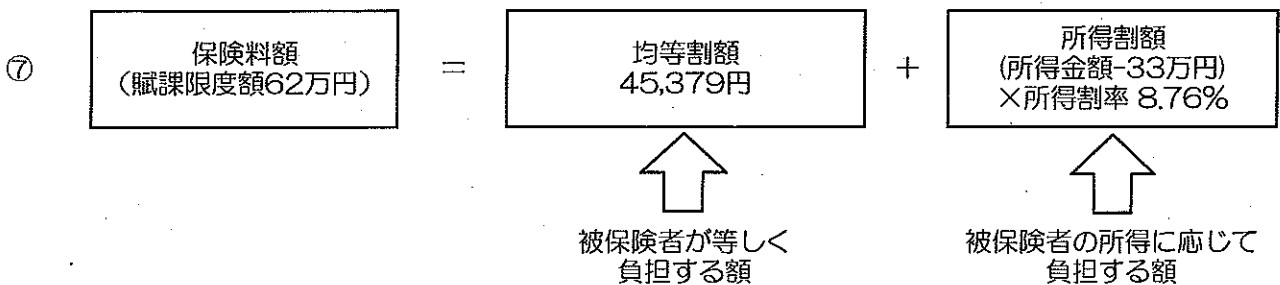 ⑦
保険料額
（賦課限度額62万円）
＝
均等割額
45,379円
＋
所得割額
(所得金額-33万円)
×所得割率 8.76%
被保険者が等しく
負担する額
被保険者の所得に応じて
負担する額